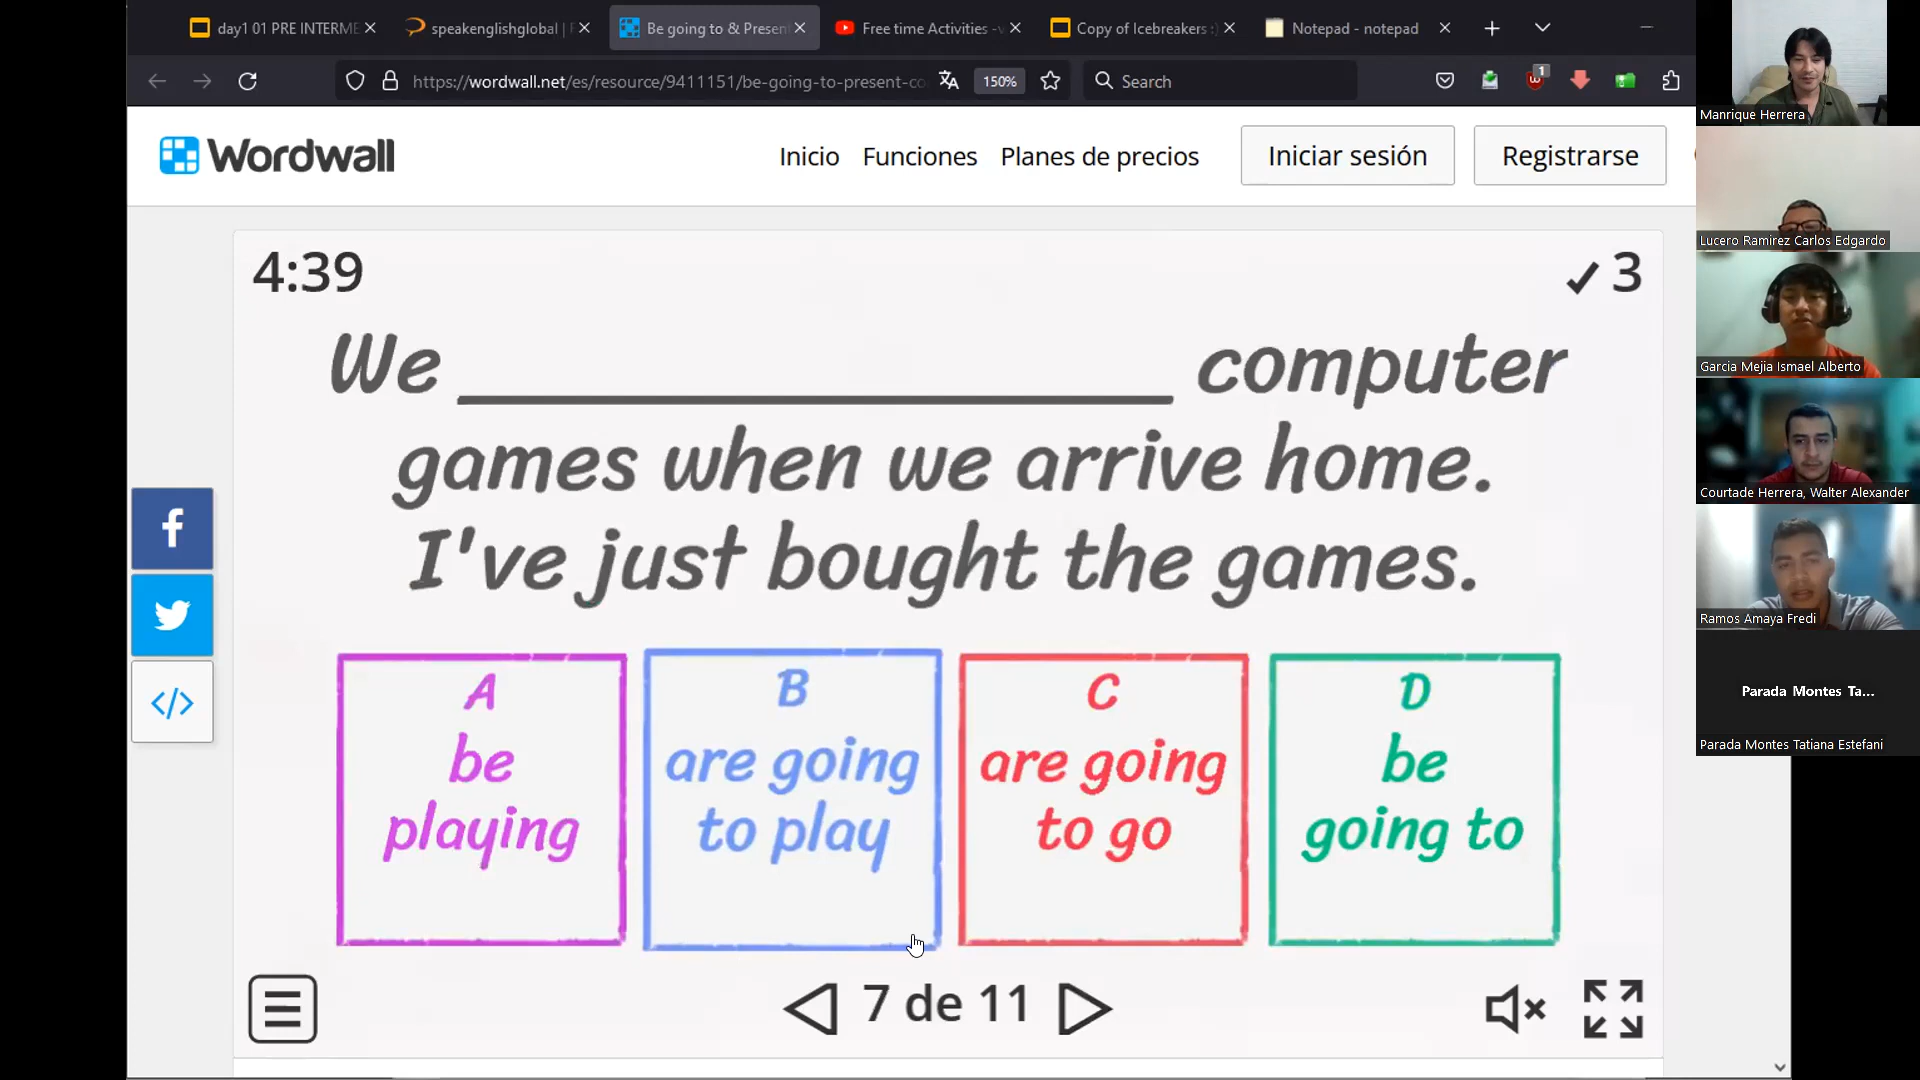 day1 01 PRE INTERME
speakenglishglobal |
Be going to & Presen
Free time Activities -
Copy of Icebreakers :)
Notepad - notepad
https://wordwall.net/es/resource/9411151/be-going-to-present-co
150%
Search
1
Wordwall
Inicio
Funciones
Planes de precios
Iniciar sesión
Registrarse
4:39
3
We ____________ computer
games when we arrive home.
I've just bought the games.
A
be
playing
B
are going
to play
C
are going
to go
D
be
going to
7 de 11
Manrique Herrera
Lucero Ramirez Carlos Edgardo
Garcia Mejia Ismael Alberto
Courtade Herrera, Walter Alexander
Ramos Amaya Fredi
Parada Montes Ta...
Parada Montes Tatiana Estefani